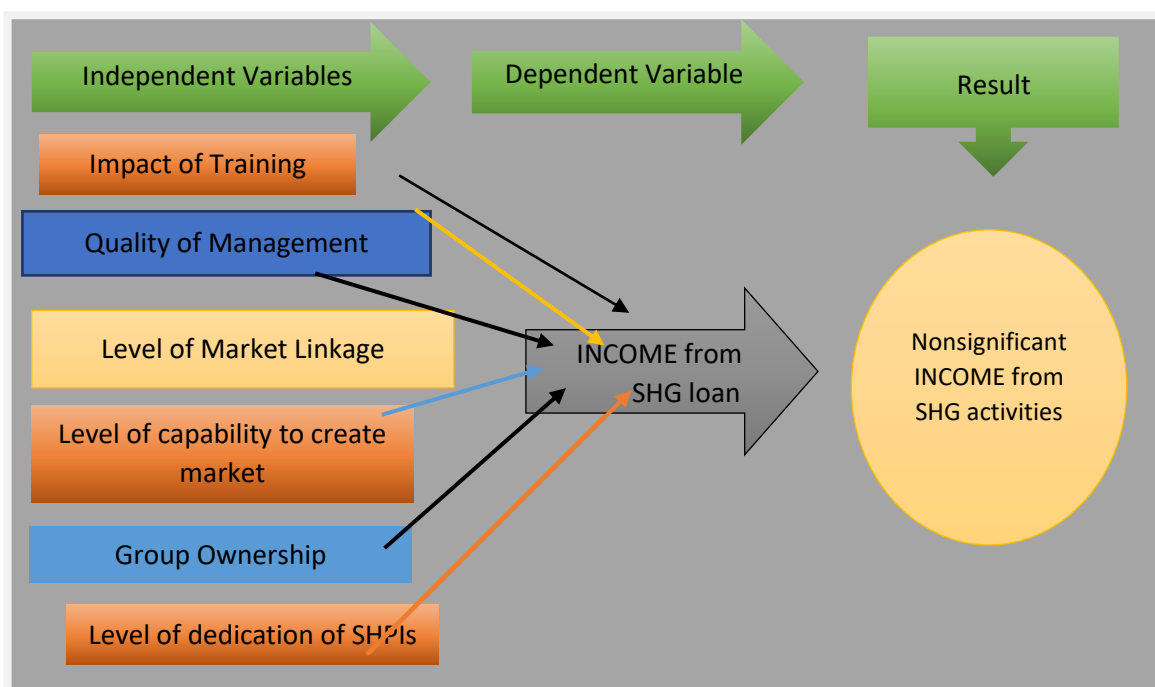 Independent Variables
Dependent Variable
Result
Impact of Training
Quality of Management
Level of Market Linkage
Level of capability to create
market
Group Ownership
Level of dedication of SHPIs
INCOME from
SHG loan
Nonsignificant
INCOME from
SHG activities